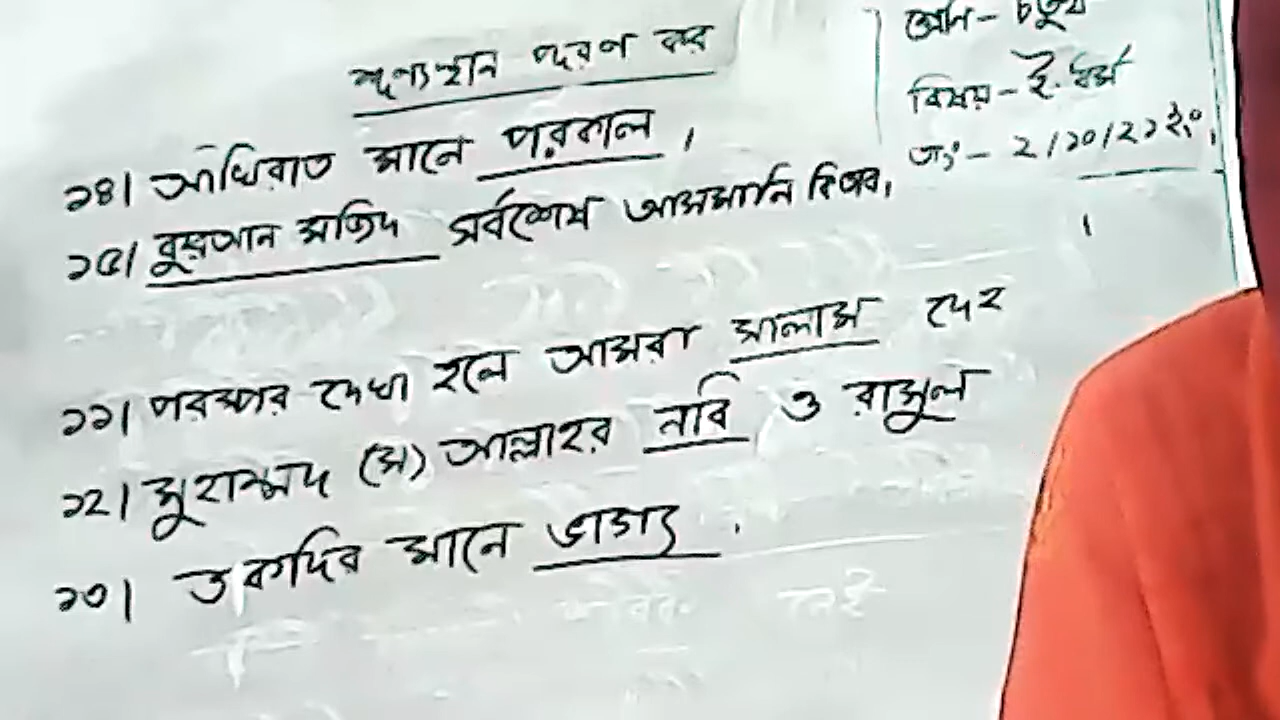 শূণ্যস্থান পূরণ কর
১৪। আখিরাত মানে পরকাল।
১৫। কুরআন মজিদ সর্বশেষ আসমানি কিতাব।
১১। পরস্পর দেখা হলে আমরা সালাম দেই
১২। মুহাম্মদ (স) আল্লাহর নবি ও রাসুল
১৩। তকদির মানে ভাগ্য।
শ্রেণি - চতুর্থ
বিষয় - ই. ধর্ম